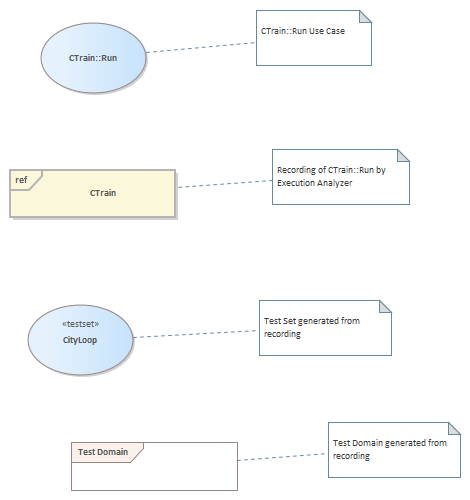 CTrain::Run
CTrain::Run Use Case
ref
CTrain
Recording of CTrain::Run by
Execution Analyzer
«testset»
CityLoop
Test Set generated from
recording
Test Domain
Test Domain generated from
recording